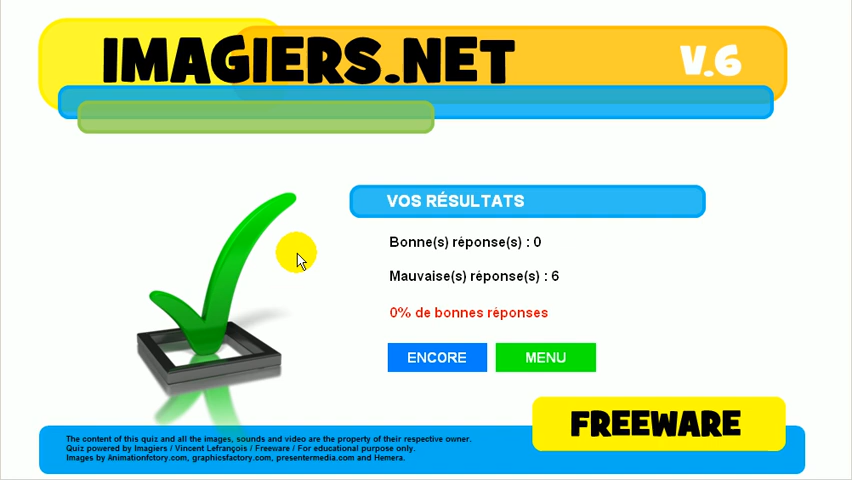 IMAGIERS.NET
V.6
VOS RÉSULTATS
Bonne(s) réponse(s) : 0
Mauvaise(s) réponse(s) : 6
0% de bonnes réponses
ENCORE
MENU
FREEWARE
The content of this quiz and all the images, sounds and video are the property of their respective owner.
Quiz powered by Imagiers / Vincent Lefrançois / Freeware / For educational purpose only.
Images by Animationfctory.com, graphicsfactory.com, presentermedia.com and Hemera.